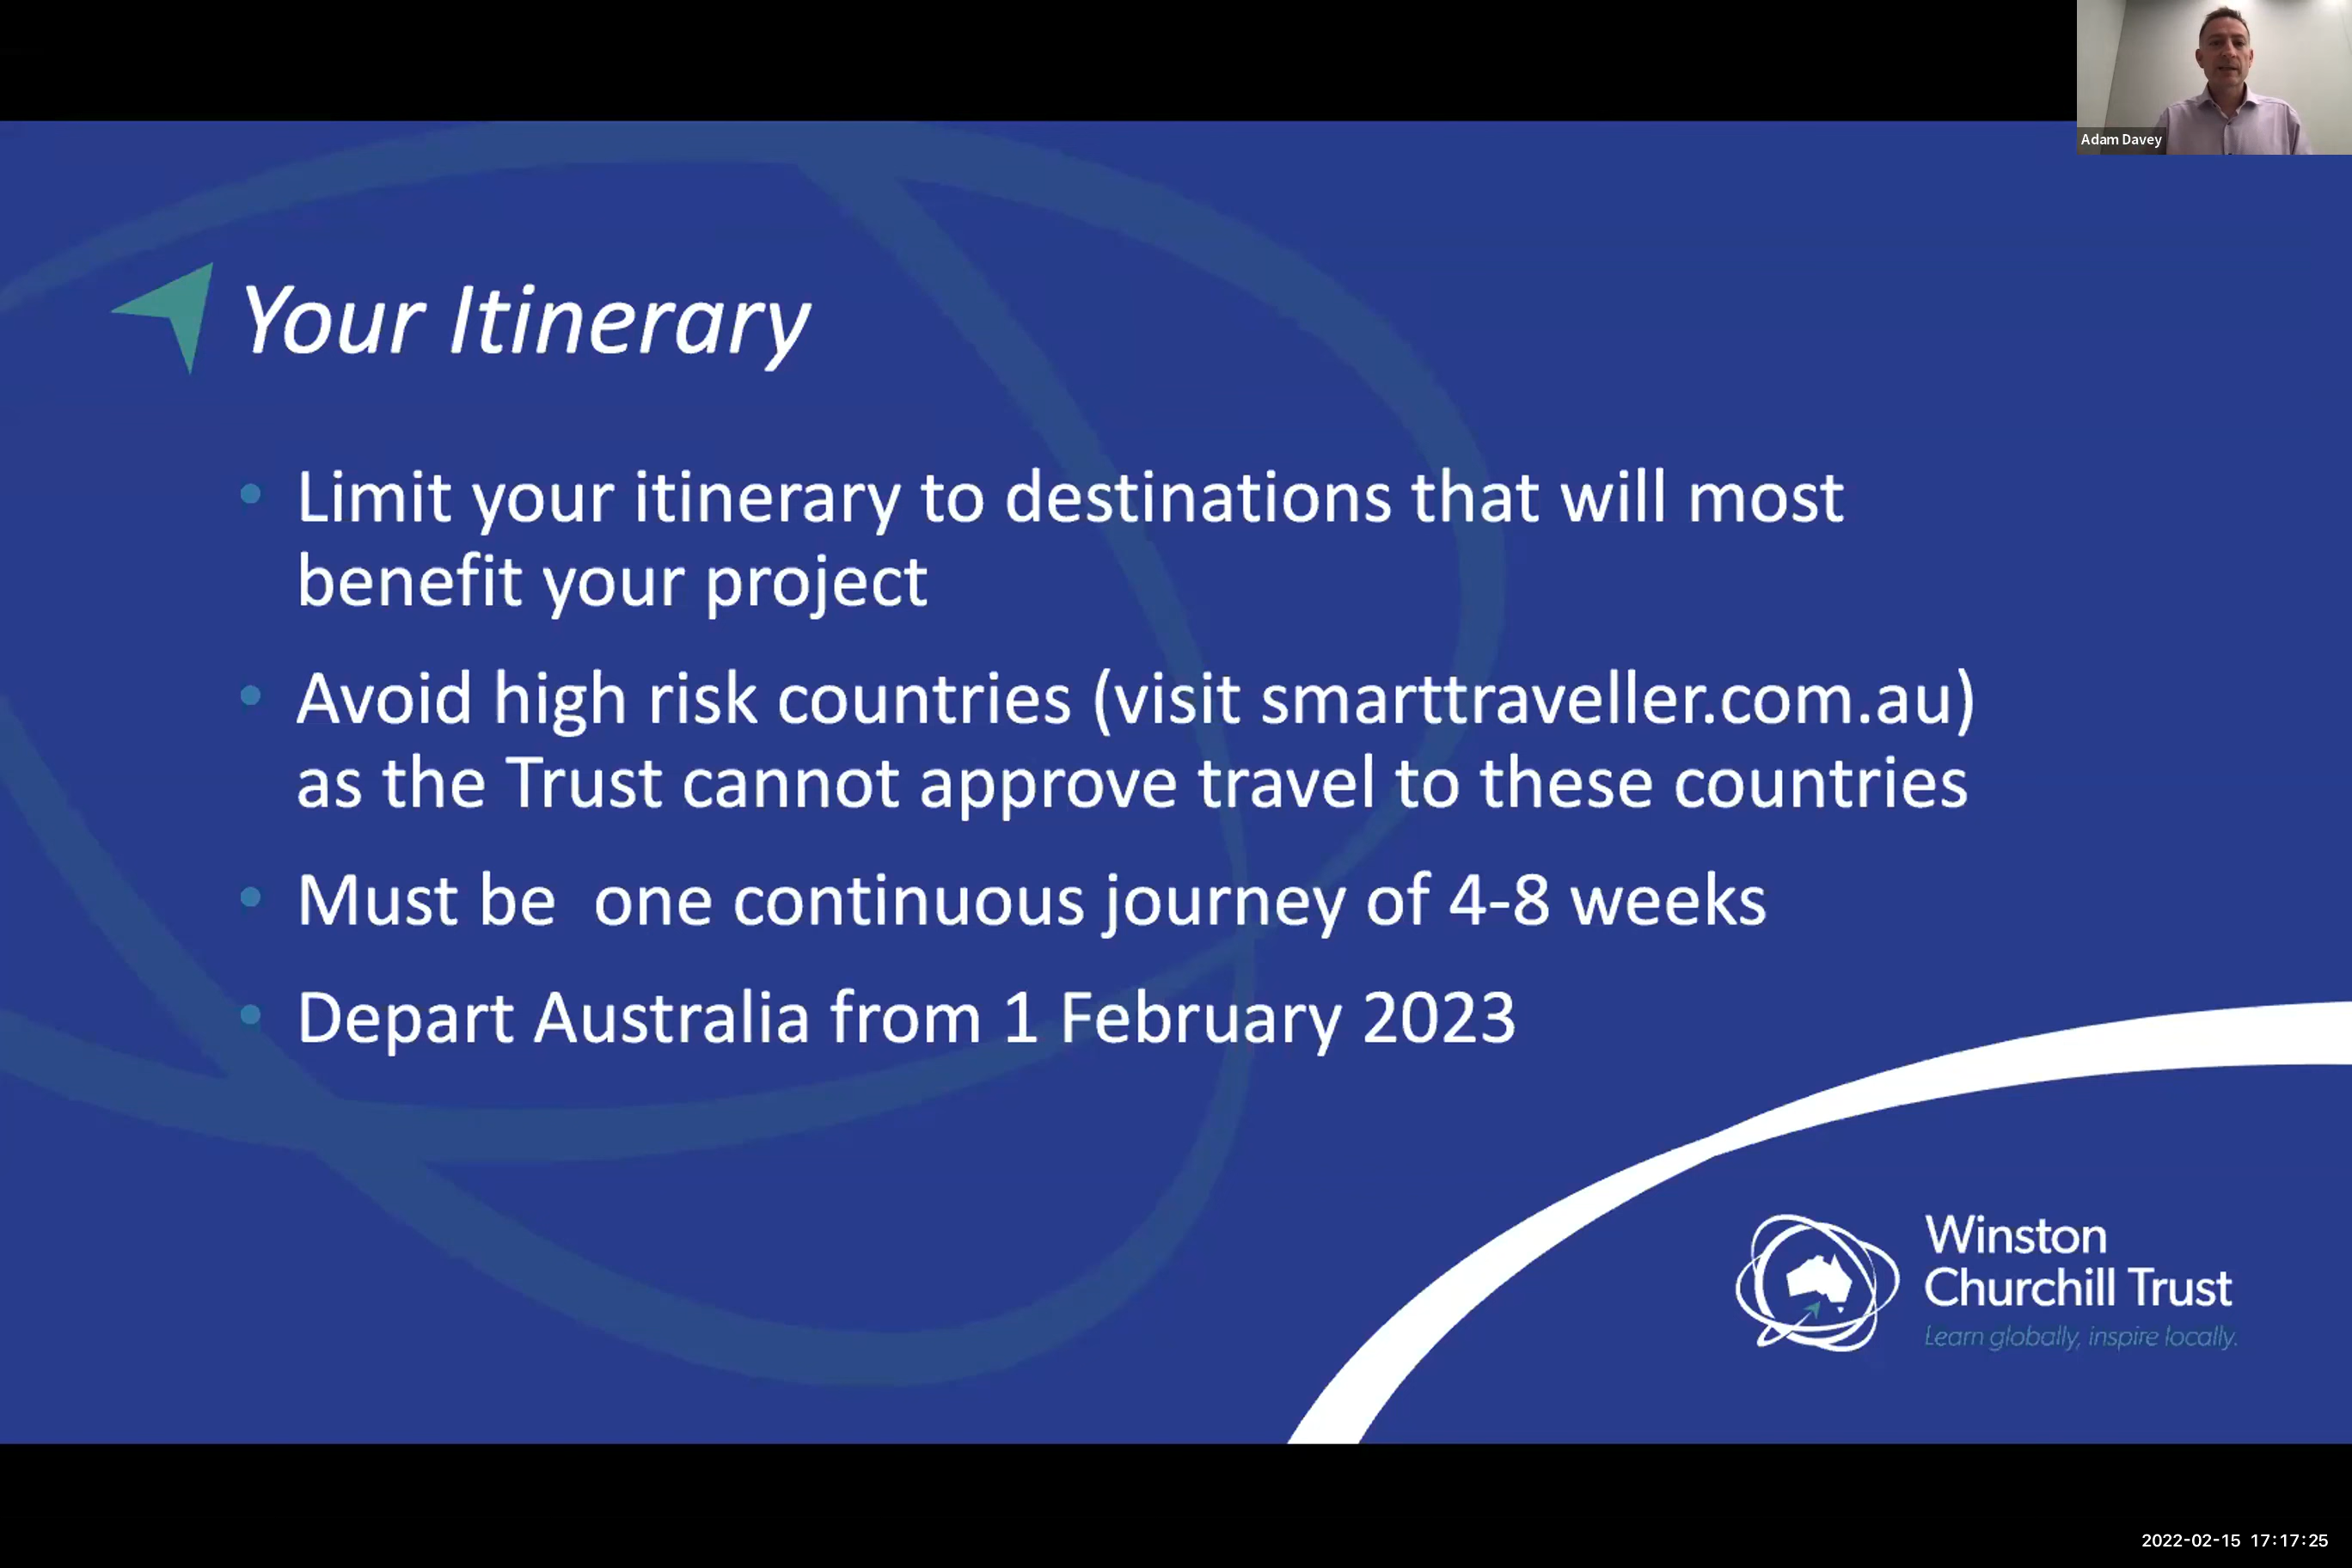 Adam Davey
Your Itinerary
• Limit your itinerary to destinations that will most
benefit your project
• Avoid high risk countries (visit smarttraveller.com.au)
as the Trust cannot approve travel to these countries
• Must be  one continuous journey of 4-8 weeks
• Depart Australia from 1 February 2023
Winston
Churchill Trust
Learn globally, inspire locally.
2022-02-15 17:17:25